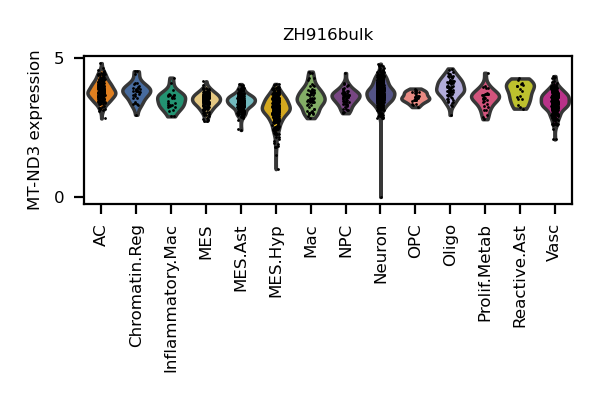 ZH916bulk
MT-ND3 expression
5
0
AC
Chromatin.Reg
Inflammatory.Mac
MES
MES.Ast
MES.Hyp
Mac
NPC
Neuron
OPC
Oligo
Prolif.Metab
Reactive.Ast
Vasc